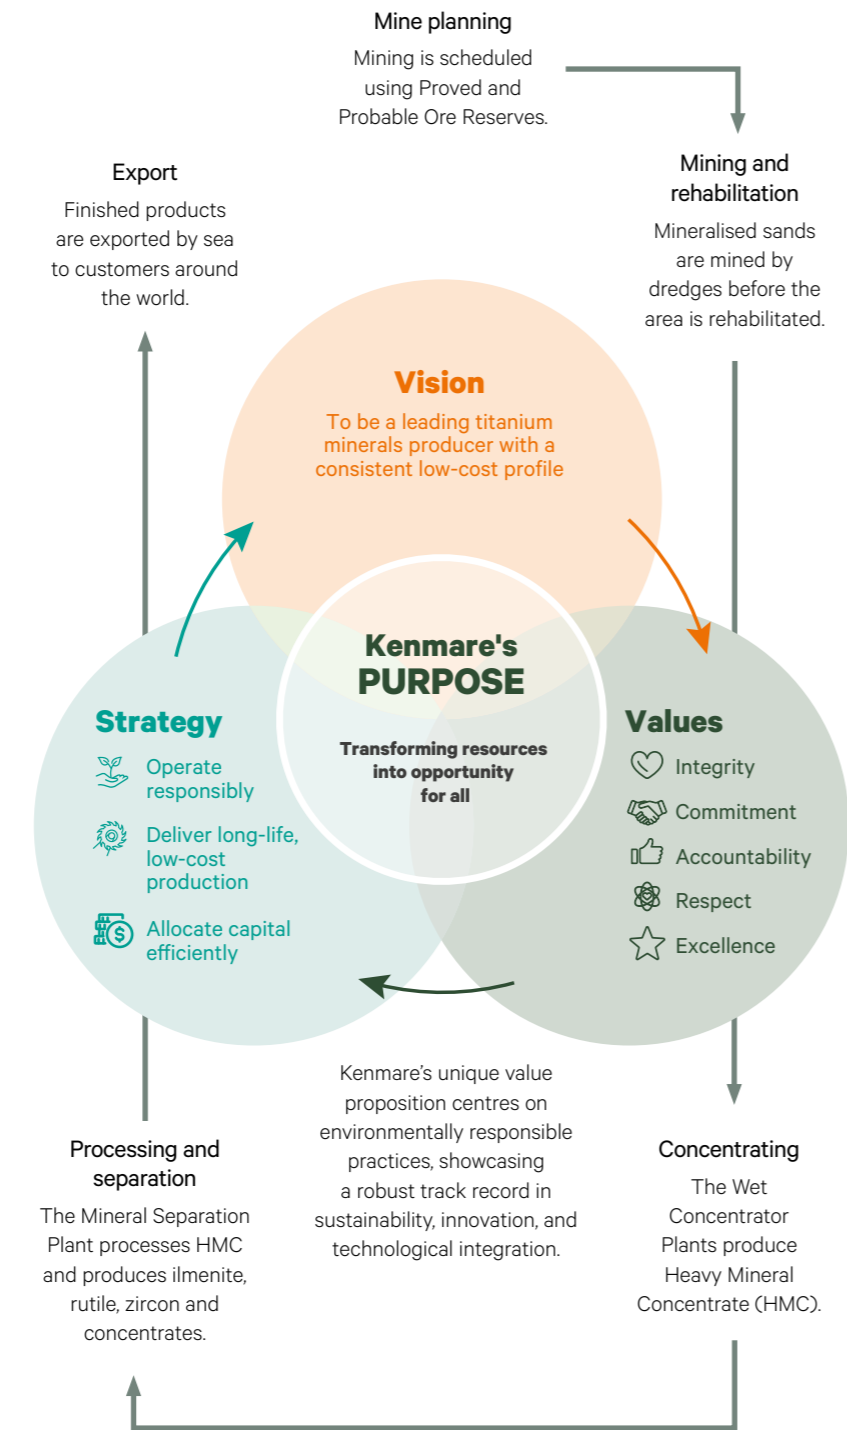 Mine planning
Mining is scheduled
using Proved and
Probable Ore Reserves.
Mining and
rehabilitation
Mineralised sands
are mined by
dredges before the
area is rehabilitated.
Export
Finished products
are exported by sea
to customers around
the world.
Vision
To be a leading titanium
minerals producer with a
consistent low-cost profile
Kenmare's
PURPOSE
Transforming resources
into opportunity
for all
Strategy
Operate
responsibly
Deliver long-life,
low-cost
production
Allocate capital
efficiently
Values
Integrity
Commitment
Accountability
Respect
Excellence
Kenmare’s unique value
proposition centres on
environmentally responsible
practices, showcasing
a robust track record in
sustainability, innovation, and
technological integration.
Processing and
separation
The Mineral Separation
Plant processes HMC
and produces ilmenite,
rutile, zircon and
concentrates.
Concentrating
The Wet
Concentrator
Plants produce
Heavy Mineral
Concentrate (HMC).